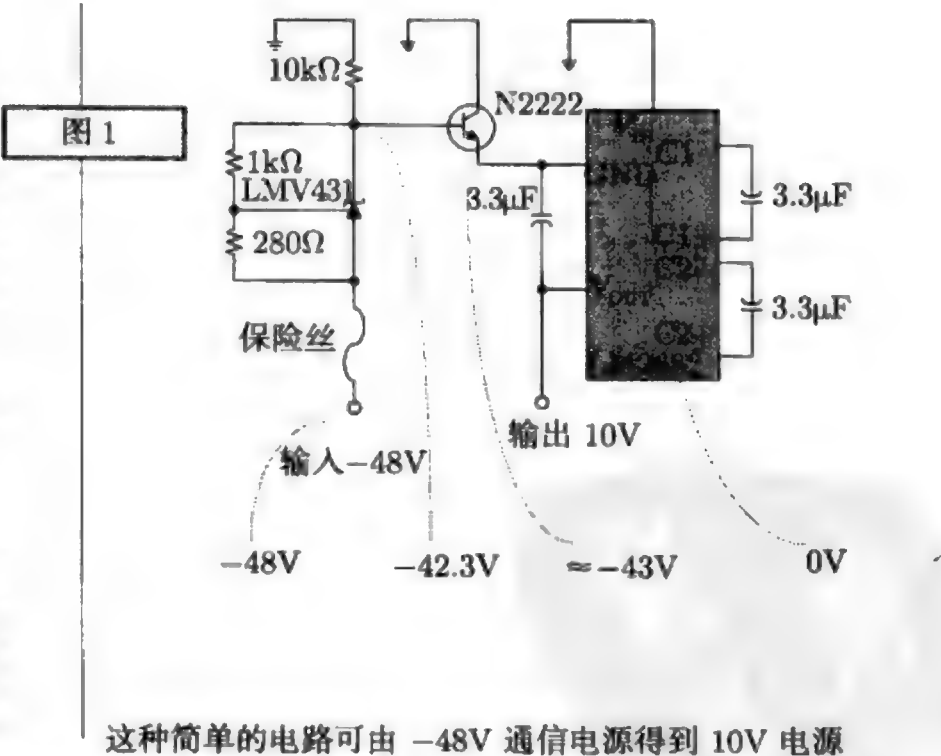 10kΩ
N2222
图 1
1kΩ
LMV431
3.3μF
3.3μF
280Ω
3.3μF
保险丝
输出 10V
输入-48V
-48V
-42.3V
≈-43V
0V
这种简单的电路可由 -48V 通信电源得到 10V 电源